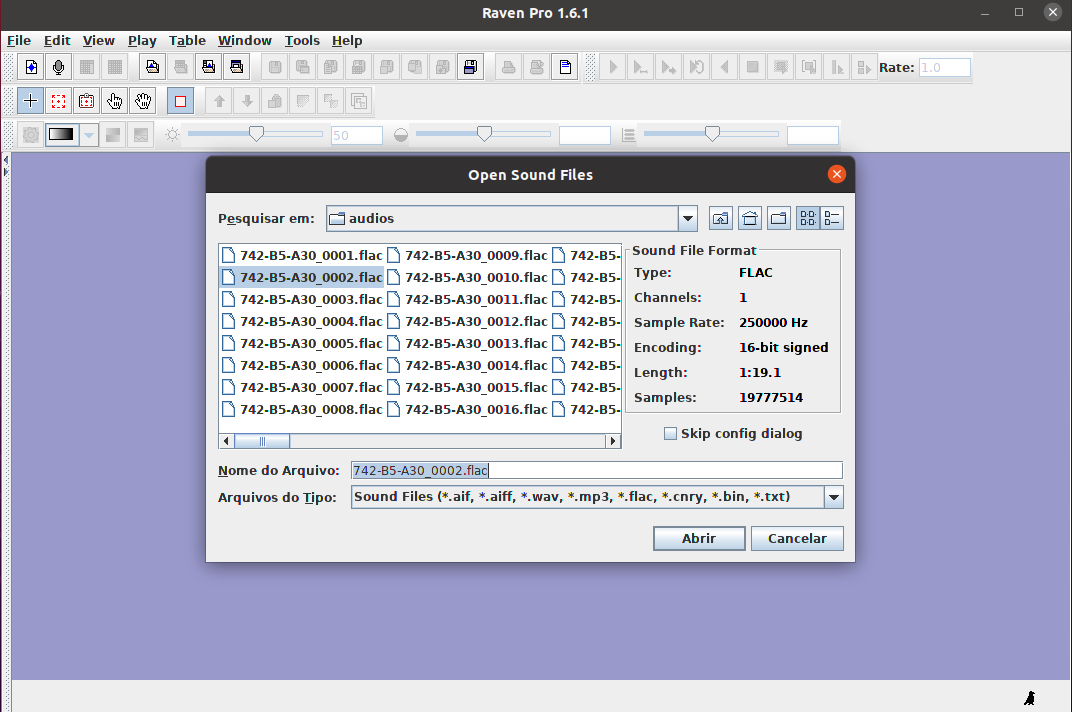 Raven Pro 1.6.1
File Edit View Play Table Window Tools Help
Rate: 1.0
50
Open Sound Files
Pesquisar em: audios
742-B5-A30_0001.flac 742-B5-A30_0009.flac 742-B5-
742-B5-A30_0002.flac 742-B5-A30_0010.flac 742-B5-
742-B5-A30_0003.flac 742-B5-A30_0011.flac 742-B5-
742-B5-A30_0004.flac 742-B5-A30_0012.flac 742-B5-
742-B5-A30_0005.flac 742-B5-A30_0013.flac 742-B5-
742-B5-A30_0006.flac 742-B5-A30_0014.flac 742-B5-
742-B5-A30_0007.flac 742-B5-A30_0015.flac 742-B5-
742-B5-A30_0008.flac 742-B5-A30_0016.flac 742-B5-
Sound File Format
Type: FLAC
Channels: 1
Sample Rate: 250000 Hz
Encoding: 16-bit signed
Length: 1:19.1
Samples: 19777514
Skip config dialog
Nome do Arquivo: 742-B5-A30_0002.flac
Arquivos do Tipo: Sound Files (*.aif, *.aiff, *.wav, *.mp3, *.flac, *.cnry, *.bin, *.txt)
Abrir Cancelar